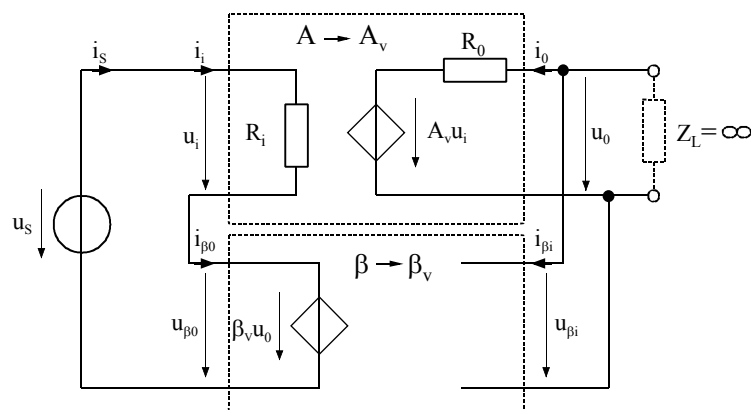 A → A_v
R_0
i_S
i_i
i_0
u_i
R_i
A_v u_i
u_0
Z_L = ∞
u_S
i_β0
β → β_v
i_βi
u_β0
β_v u_0
u_βi